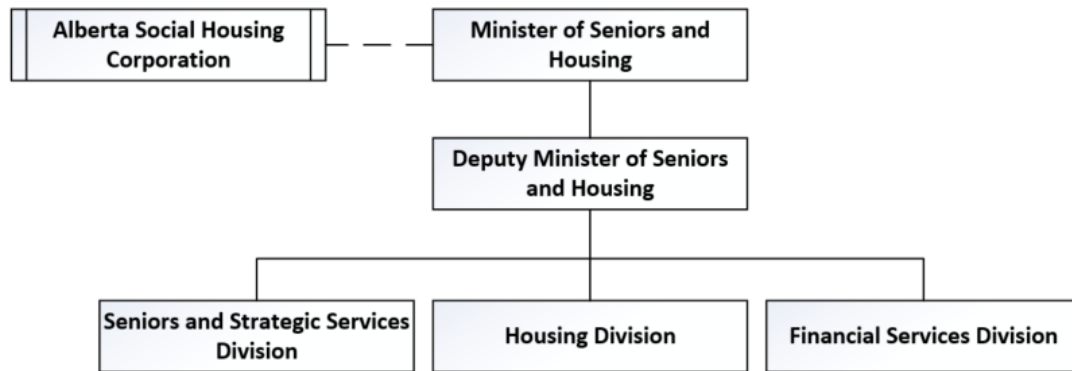 Alberta Social Housing
Corporation
Minister of Seniors and
Housing
Deputy Minister of Seniors
and Housing
Seniors and Strategic Services
Division
Housing Division
Financial Services Division